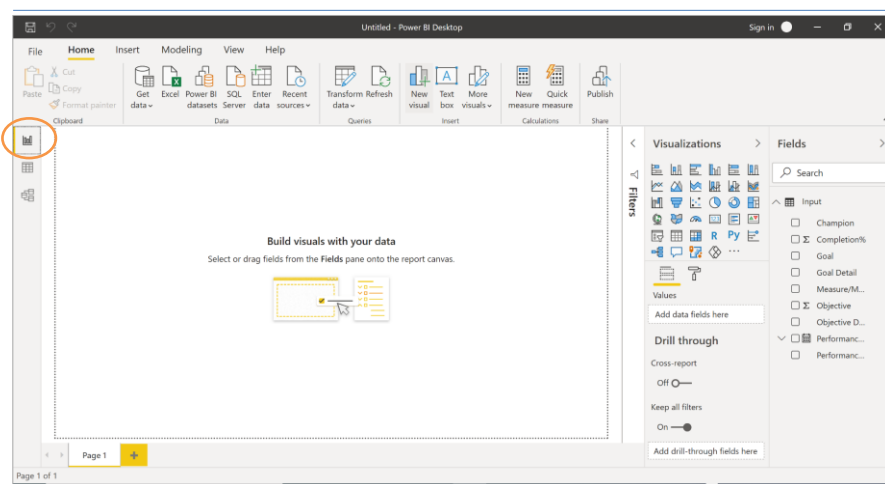 Untitled - Power BI Desktop
Sign in
File Home Insert Modeling View Help
Paste
Cut
Copy
Format painter
Get data
Excel
Power BI datasets
SQL Server
Enter data
Recent sources
Transform data
Refresh
New visual
Text box
More visuals
New measure
Quick measure
Publish
Clipboard
Data
Queries
Insert
Calculations
Share
Build visuals with your data
Select or drag fields from the Fields pane onto the report canvas.
Filters
Visualizations
R Py
Values
Add data fields here
Drill through
Cross-report
Off
Keep all filters
On
Add drill-through fields here
Fields
Search
Input
Champion
Σ Completion%
Goal
Goal Detail
Measure/M...
Σ Objective
Objective D...
Performanc...
Performanc...
Page 1
Page 1 of 1